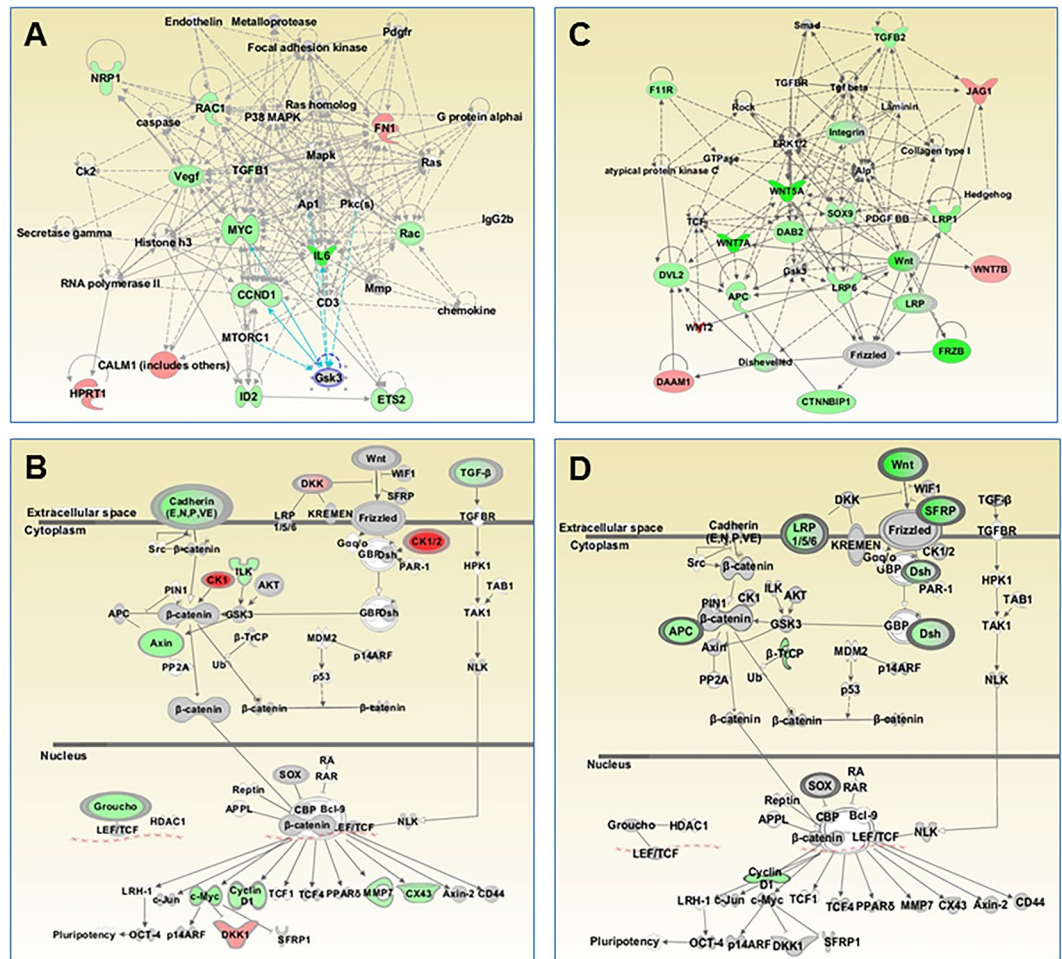 A
Endothelin
Metalloprotease
Pdgfr
Focal adhesion kinase
NRP1
RAC1
Ras homolog
P38 MAPK
FN1
G protein alphai
caspase
Mapk
Ras
Ck2
Vegf
TGFB1
Ap1
Pkc(s)
IgG2b
Secretase gamma
MYC
Rac
Histone h3
IL6
RNA polymerase II
CCND1
Mmp
CD3
chemokine
MTORC1
CALM1 (includes others)
Gsk3
HPRT1
ID2
ETS2
C
Smad
TGFB2
F11R
TGFBR
Tgf beta
JAG1
Rock
Laminin
Integrin
ERK1/2
Collagen type I
GTPase
atypical protein kinase C
Alp
WNT5A
Hedgehog
TCF
SOX9
PDGF BB
LRP1
DAB2
WNT7A
Wnt
WNT7B
DVL2
Gsk3
APC
LRP6
LRP
WNT2
Dishevelled
Frizzled
FRZB
DAAM1
CTNNBIP1
B
Wnt
WIF1
TGF-β
DKK
SFRP
Cadherin
(E,N,P,VE)
LRP
1/5/6
KREMEN
Frizzled
TGFBR
Extracellular space
Cytoplasm
Src
β-catenin
Gαq/o
GBP
Dsh
CK1/2
PAR-1
HPK1
ILK
CK1
AKT
TAB1
PIN1
APC
β-catenin
GSK3
GBP
Dsh
TAK1
Axin
β-TrCP
MDM2
p14ARF
PP2A
Ub
p53
NLK
β-catenin
β-catenin
β-catenin
Nucleus
SOX
RA
RAR
Reptin
Groucho
APPL
CBP
Bcl-9
HDAC1
LEF/TCF
β-catenin
LEF/TCF
NLK
LRH-1
c-Jun
c-Myc
Cyclin
D1
TCF1
TCF4
PPARδ
MMP7
CX43
Axin-2
CD44
Pluripotency
OCT-4
p14ARF
DKK1
SFRP1
D
Wnt
WIF1
DKK
SFRP
TGF-β
LRP
1/5/6
Frizzled
TGFBR
Extracellular space
Cytoplasm
Cadherin
(E,N,P,VE)
KREMEN
Gαq/o
GBP
CK1/2
Src
β-catenin
Dsh
PAR-1
HPK1
ILK
AKT
PIN1
CK1
TAB1
APC
β-catenin
GSK3
GBP
Dsh
TAK1
Axin
β-TrCP
MDM2
p14ARF
PP2A
Ub
p53
NLK
β-catenin
β-catenin
β-catenin
Nucleus
SOX
RA
RAR
Reptin
APPL
CBP
Bcl-9
Groucho
HDAC1
β-catenin
LEF/TCF
NLK
LEF/TCF
Cyclin
D1
LRH-1
c-Jun
c-Myc
TCF1
TCF4
PPARδ
MMP7
CX43
Axin-2
CD44
Pluripotency
OCT-4
p14ARF
DKK1
SFRP1